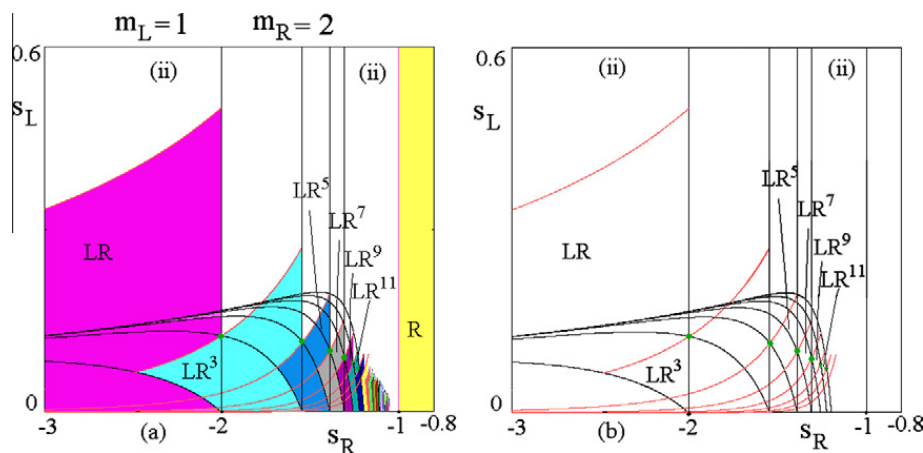 m_L = 1 m_R = 2
0.6
(ii)
(ii)
s_L
LR
LR^5
LR^7
LR^9
LR^11
LR^3
R
0
-3
(a)
-2
s_R
-1
-0.8
0.6
(ii)
(ii)
s_L
LR
LR^5
LR^7
LR^9
LR^11
LR^3
0
-3
(b)
-2
s_R
-1
-0.8